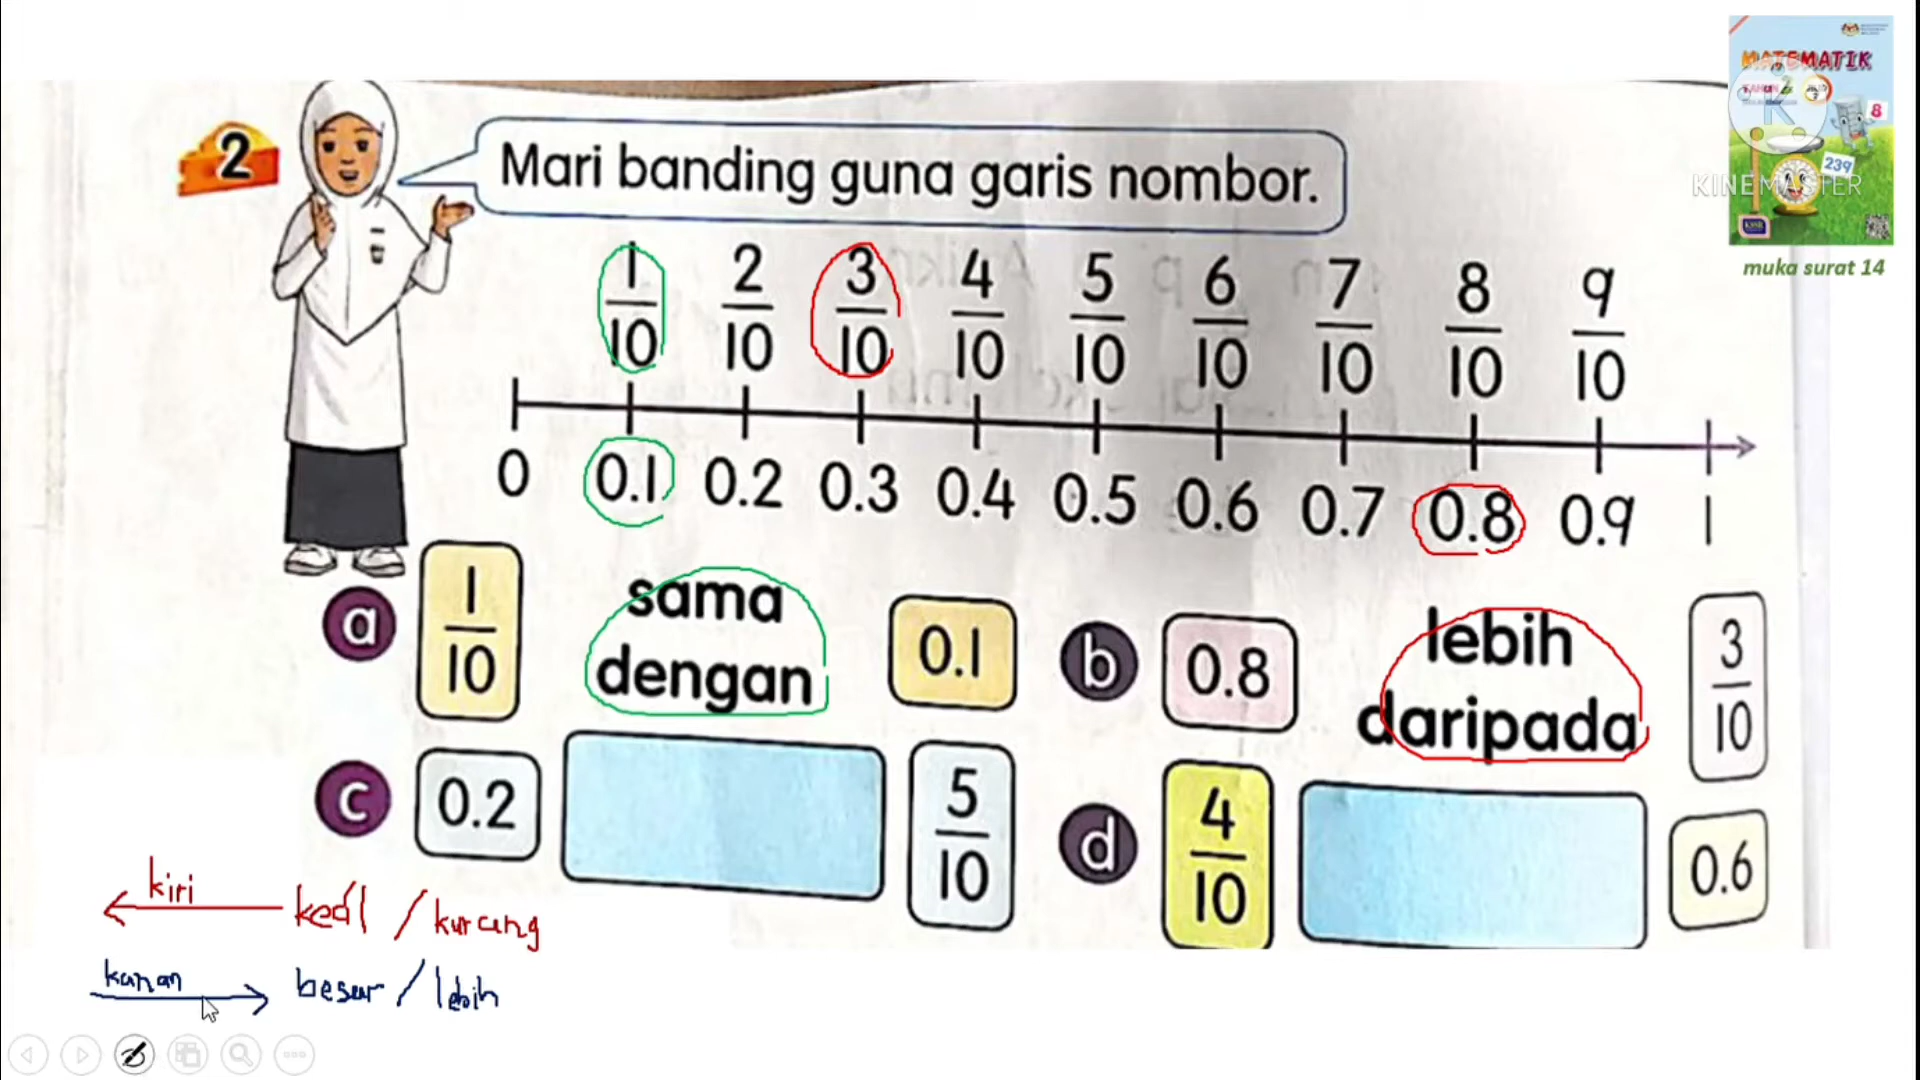 MATEMATIK
8
239
KINEMASTER
muka surat 14
2
Mari banding guna garis nombor.
1/10 2/10 3/10 4/10 5/10 6/10 7/10 8/10 9/10
0 0.1 0.2 0.3 0.4 0.5 0.6 0.7 0.8 0.9 1
a 1/10 sama dengan 0.1
b 0.8 lebih daripada 3/10
c 0.2 5/10
d 4/10 0.6
kiri kecil / kurang
kanan besar / lebih